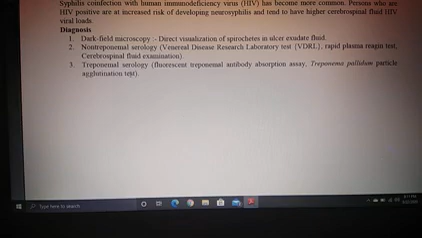 Syphilis coinfection with human immunodeficiency virus (HIV) has become more common. Persons who are
HIV positive are at increased risk of developing neurosyphilis and tend to have higher cerebrospinal fluid HIV
viral loads.
Diagnosis
1. Dark-field macroscopy :- Direct visualization of spirochetes in ulcer exudate fluid.
2. Nontreponemal serology (Venereal Disease Research Laboratory test {VDRL}, rapid plasma reagin test,
Cerebrospinal fluid examination).
3. Treponemal serology (fluorescent treponemal antibody absorption assay, Treponema pallidum particle
agglutination test).
Type here to search